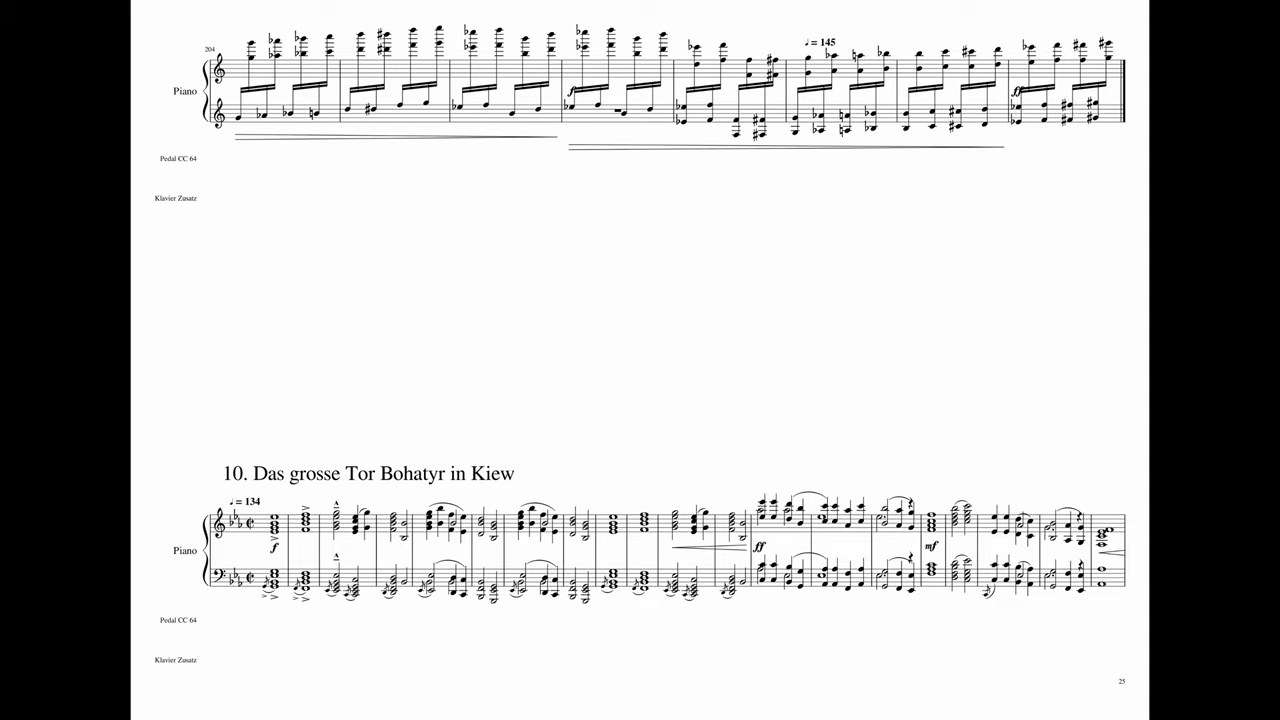 204
♩ = 145
Piano
f
ff
Pedal CC 64
Klavier Zusatz
10. Das grosse Tor Bohatyr in Kiew
♩ = 134
Piano
f
ff
mf
Pedal CC 64
Klavier Zusatz
25